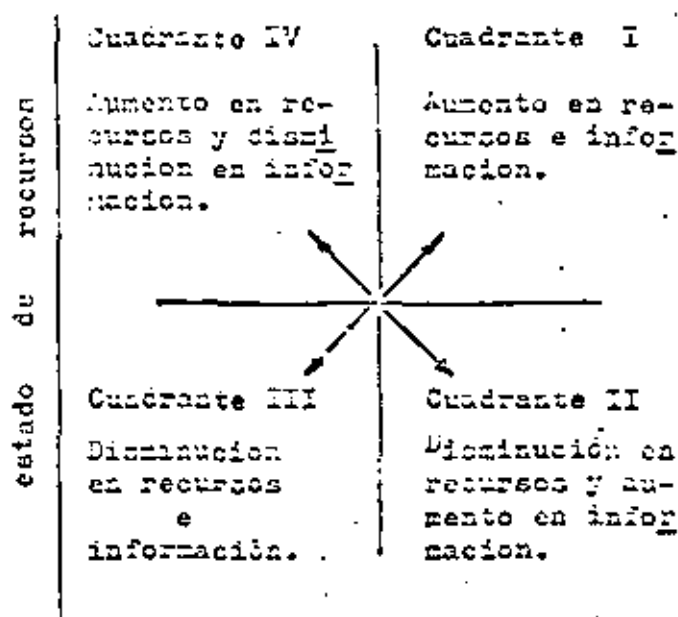 estado de recursos
Cuadrante IV
Aumento en re-
cursos y dismi
nucion en infor
macion.
Cuadrante I
Aumento en re-
cursos e infor
macion.
Cuadrante III
Disminucion
en recursos
e
información.
Cuadrante II
Disminución en
recursos y au-
mento en infor
macion.